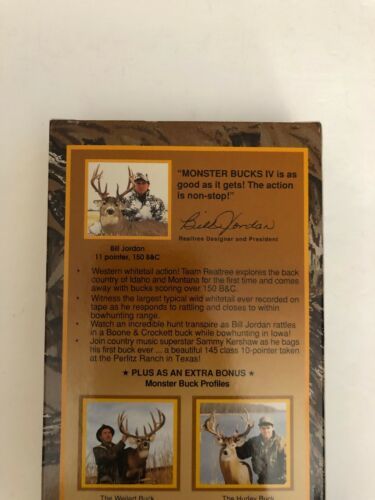 “MONSTER BUCKS IV is as
good as it gets! The action
is non-stop!”
Bill Jordan
Realtree Designer and President
Bill Jordan
11 pointer, 150 B&C
• Western whitetail action! Team Realtree explores the back
country of Idaho and Montana for the first time and comes
away with bucks scoring over 150 B&C.
• Witness the largest typical wild whitetail ever recorded on
tape as he responds to rattling and closes to within
bowhunting range.
• Watch an incredible hunt transpire as Bill Jordan rattles
in a Boone & Crockett buck while bowhunting in Iowa!
• Join country music superstar Sammy Kershaw as he bags
his first buck ever ... a beautiful 145 class 10-pointer taken
at the Perlitz Ranch in Texas!
★ PLUS AS AN EXTRA BONUS ★
Monster Buck Profiles
The Weilert Buck
The Hurley Buck